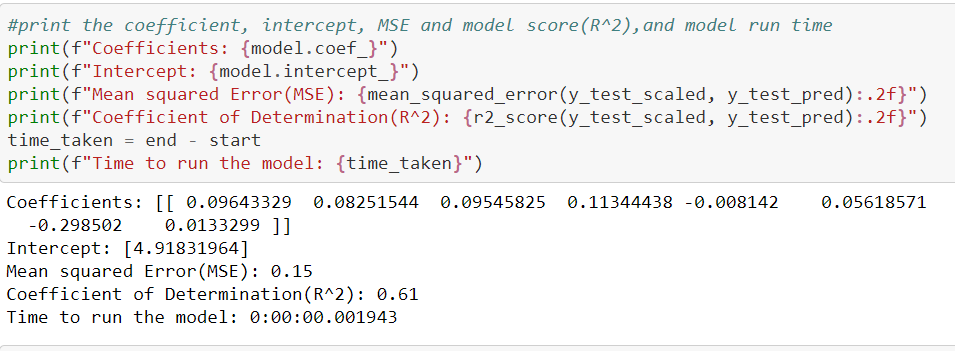 #print the coefficient, intercept, MSE and model score(R^2),and model run time
print(f"Coefficients: {model.coef_}")
print(f"Intercept: {model.intercept_}")
print(f"Mean squared Error(MSE): {mean_squared_error(y_test_scaled, y_test_pred):.2f}")
print(f"Coefficient of Determination(R^2): {r2_score(y_test_scaled, y_test_pred):.2f}")
time_taken = end - start
print(f"Time to run the model: {time_taken}")
Coefficients: [[ 0.09643329  0.08251544  0.09545825  0.11344438 -0.008142    0.05618571
  -0.298502    0.0133299 ]]
Intercept: [4.91831964]
Mean squared Error(MSE): 0.15
Coefficient of Determination(R^2): 0.61
Time to run the model: 0:00:00.001943